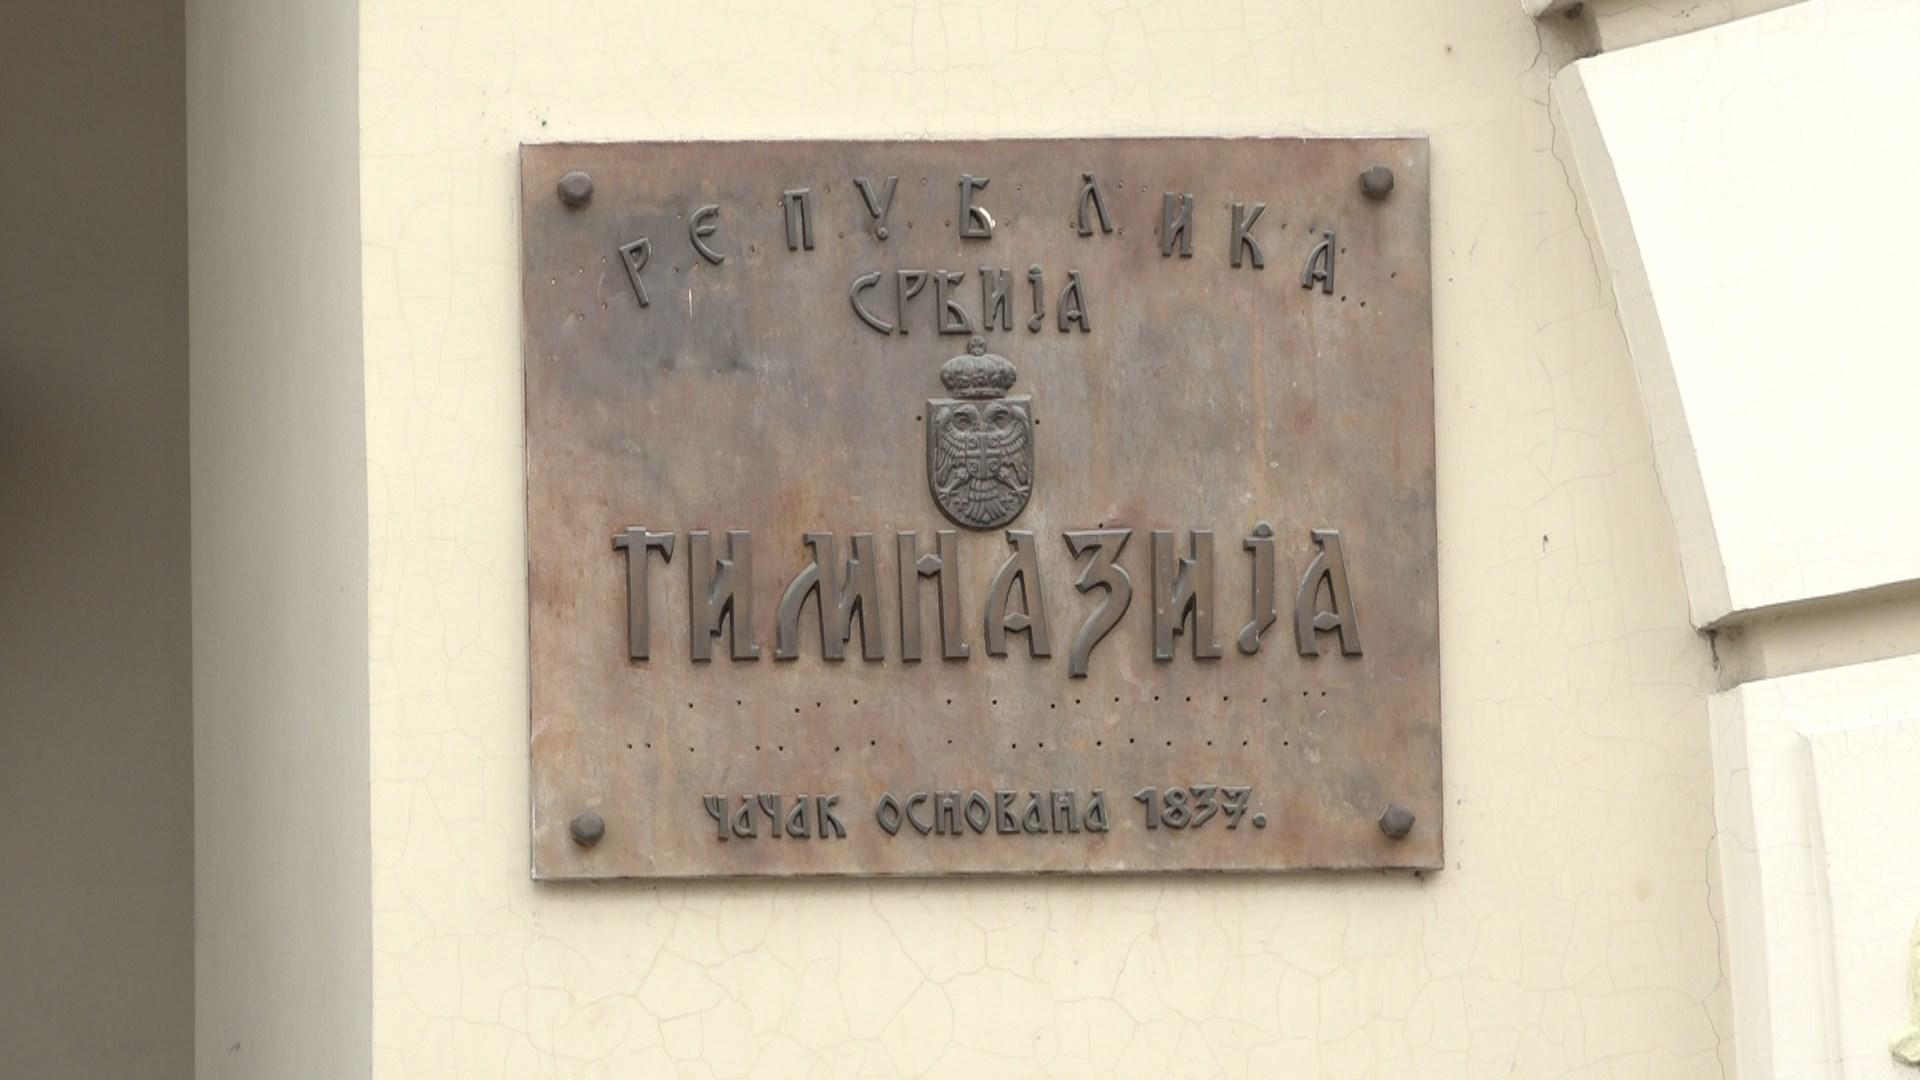 РЕПУБЛИКА
СРБИЈА
ГИМНАЗИЈА
ЧАЧАК ОСНОВАНА 1837.